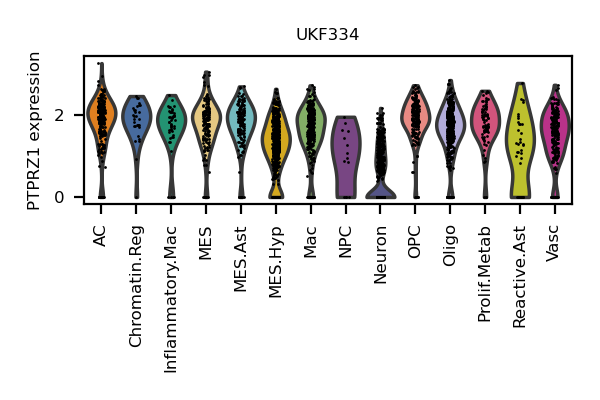 UKF334
PTPRZ1 expression
2
0
AC
Chromatin.Reg
Inflammatory.Mac
MES
MES.Ast
MES.Hyp
Mac
NPC
Neuron
OPC
Oligo
Prolif.Metab
Reactive.Ast
Vasc